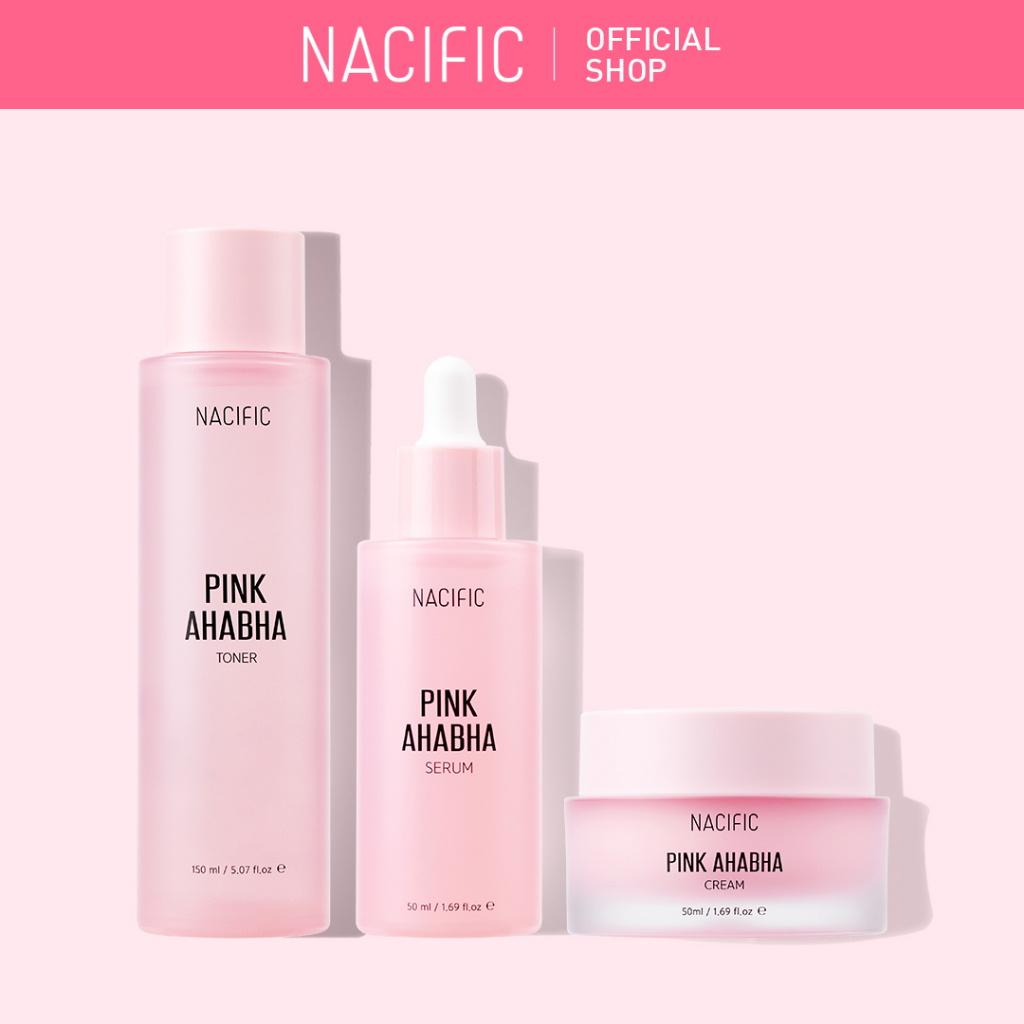 NACIFIC
OFFICIAL
SHOP
NACIFIC
PINK
AHABHA
TONER
150 ml / 5.07 fl.oz ℮
NACIFIC
PINK
AHABHA
SERUM
50 ml / 1.69 fl.oz ℮
NACIFIC
PINK AHABHA
CREAM
50ml / 1.69 fl.oz ℮